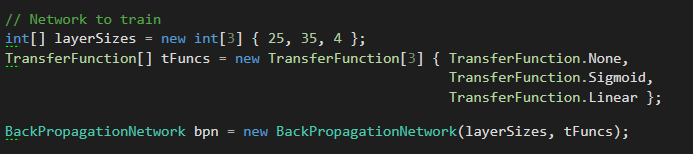 // Network to train
int[] layerSizes = new int[3] { 25, 35, 4 };
TransferFunction[] tFuncs = new TransferFunction[3] { TransferFunction.None,
TransferFunction.Sigmoid,
TransferFunction.Linear };
BackPropagationNetwork bpn = new BackPropagationNetwork(layerSizes, tFuncs);